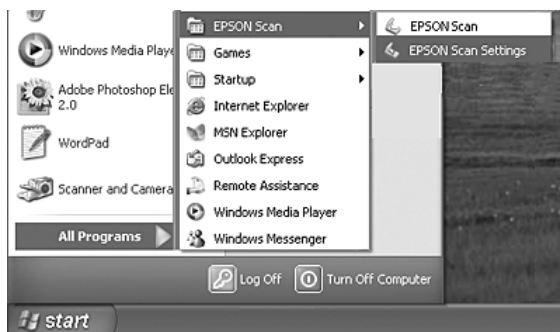 Windows Media Playe
Adobe Photoshop Ele
2.0
WordPad
Scanner and Camera
All Programs
EPSON Scan
Games
Startup
Internet Explorer
MSN Explorer
Outlook Express
Remote Assistance
Windows Media Player
Windows Messenger
EPSON Scan
EPSON Scan Settings
Log Off
Turn Off Computer
start